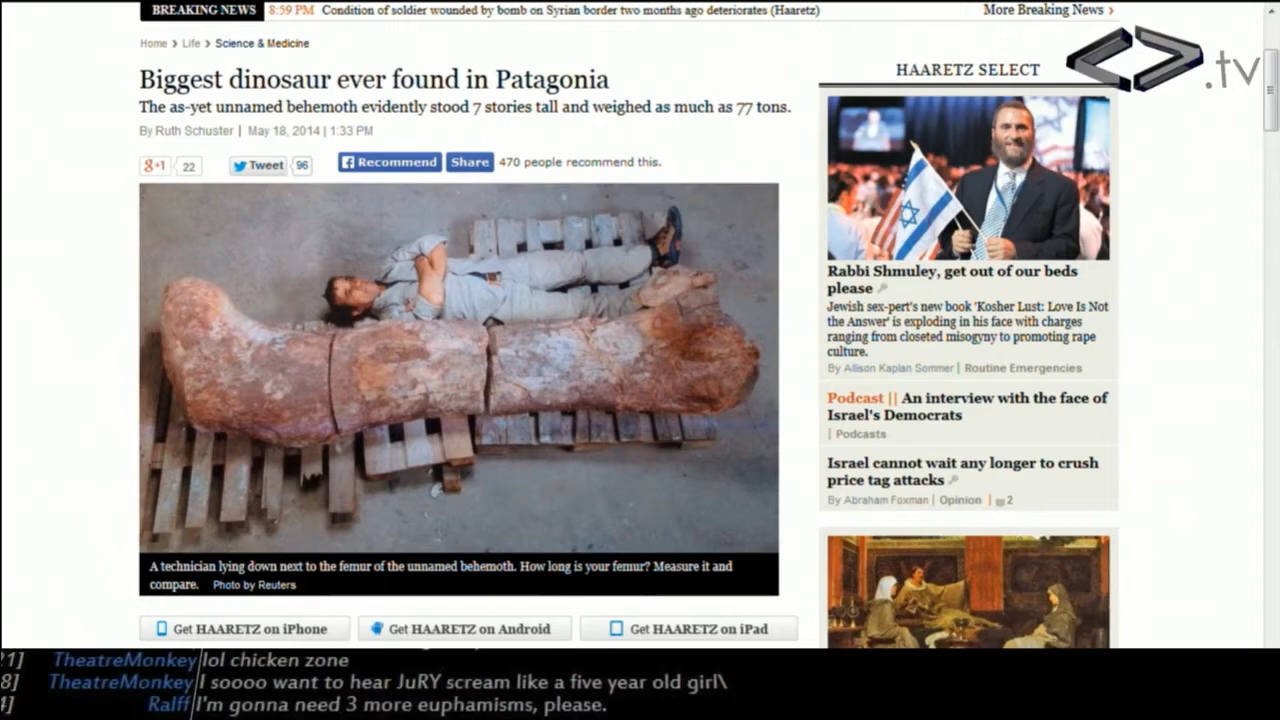 BREAKING NEWS 8:59 PM Condition of soldier wounded by bomb on Syrian border two months ago deteriorates (Haaretz) More Breaking News ›
Home › Life › Science & Medicine
Biggest dinosaur ever found in Patagonia
The as-yet unnamed behemoth evidently stood 7 stories tall and weighed as much as 77 tons.
By Ruth Schuster | May 18, 2014 | 1:33 PM
g+1 22 Tweet 96 Recommend Share 470 people recommend this.
A technician lying down next to the femur of the unnamed behemoth. How long is your femur? Measure it and
compare. Photo by Reuters
Get HAARETZ on iPhone Get HAARETZ on Android Get HAARETZ on iPad
<>.tv
HAARETZ SELECT
Rabbi Shmuley, get out of our beds
please
Jewish sex-pert's new book 'Kosher Lust: Love Is Not
the Answer' is exploding in his face with charges
ranging from closeted misogyny to promoting rape
culture.
By Allison Kaplan Sommer | Routine Emergencies
Podcast || An interview with the face of
Israel's Democrats
| Podcasts
Israel cannot wait any longer to crush
price tag attacks
By Abraham Foxman | Opinion | 2
21] TheatreMonkey lol chicken zone
8] TheatreMonkey I soooo want to hear JuRY scream like a five year old girl\
4] Ralff I'm gonna need 3 more euphamisms, please.